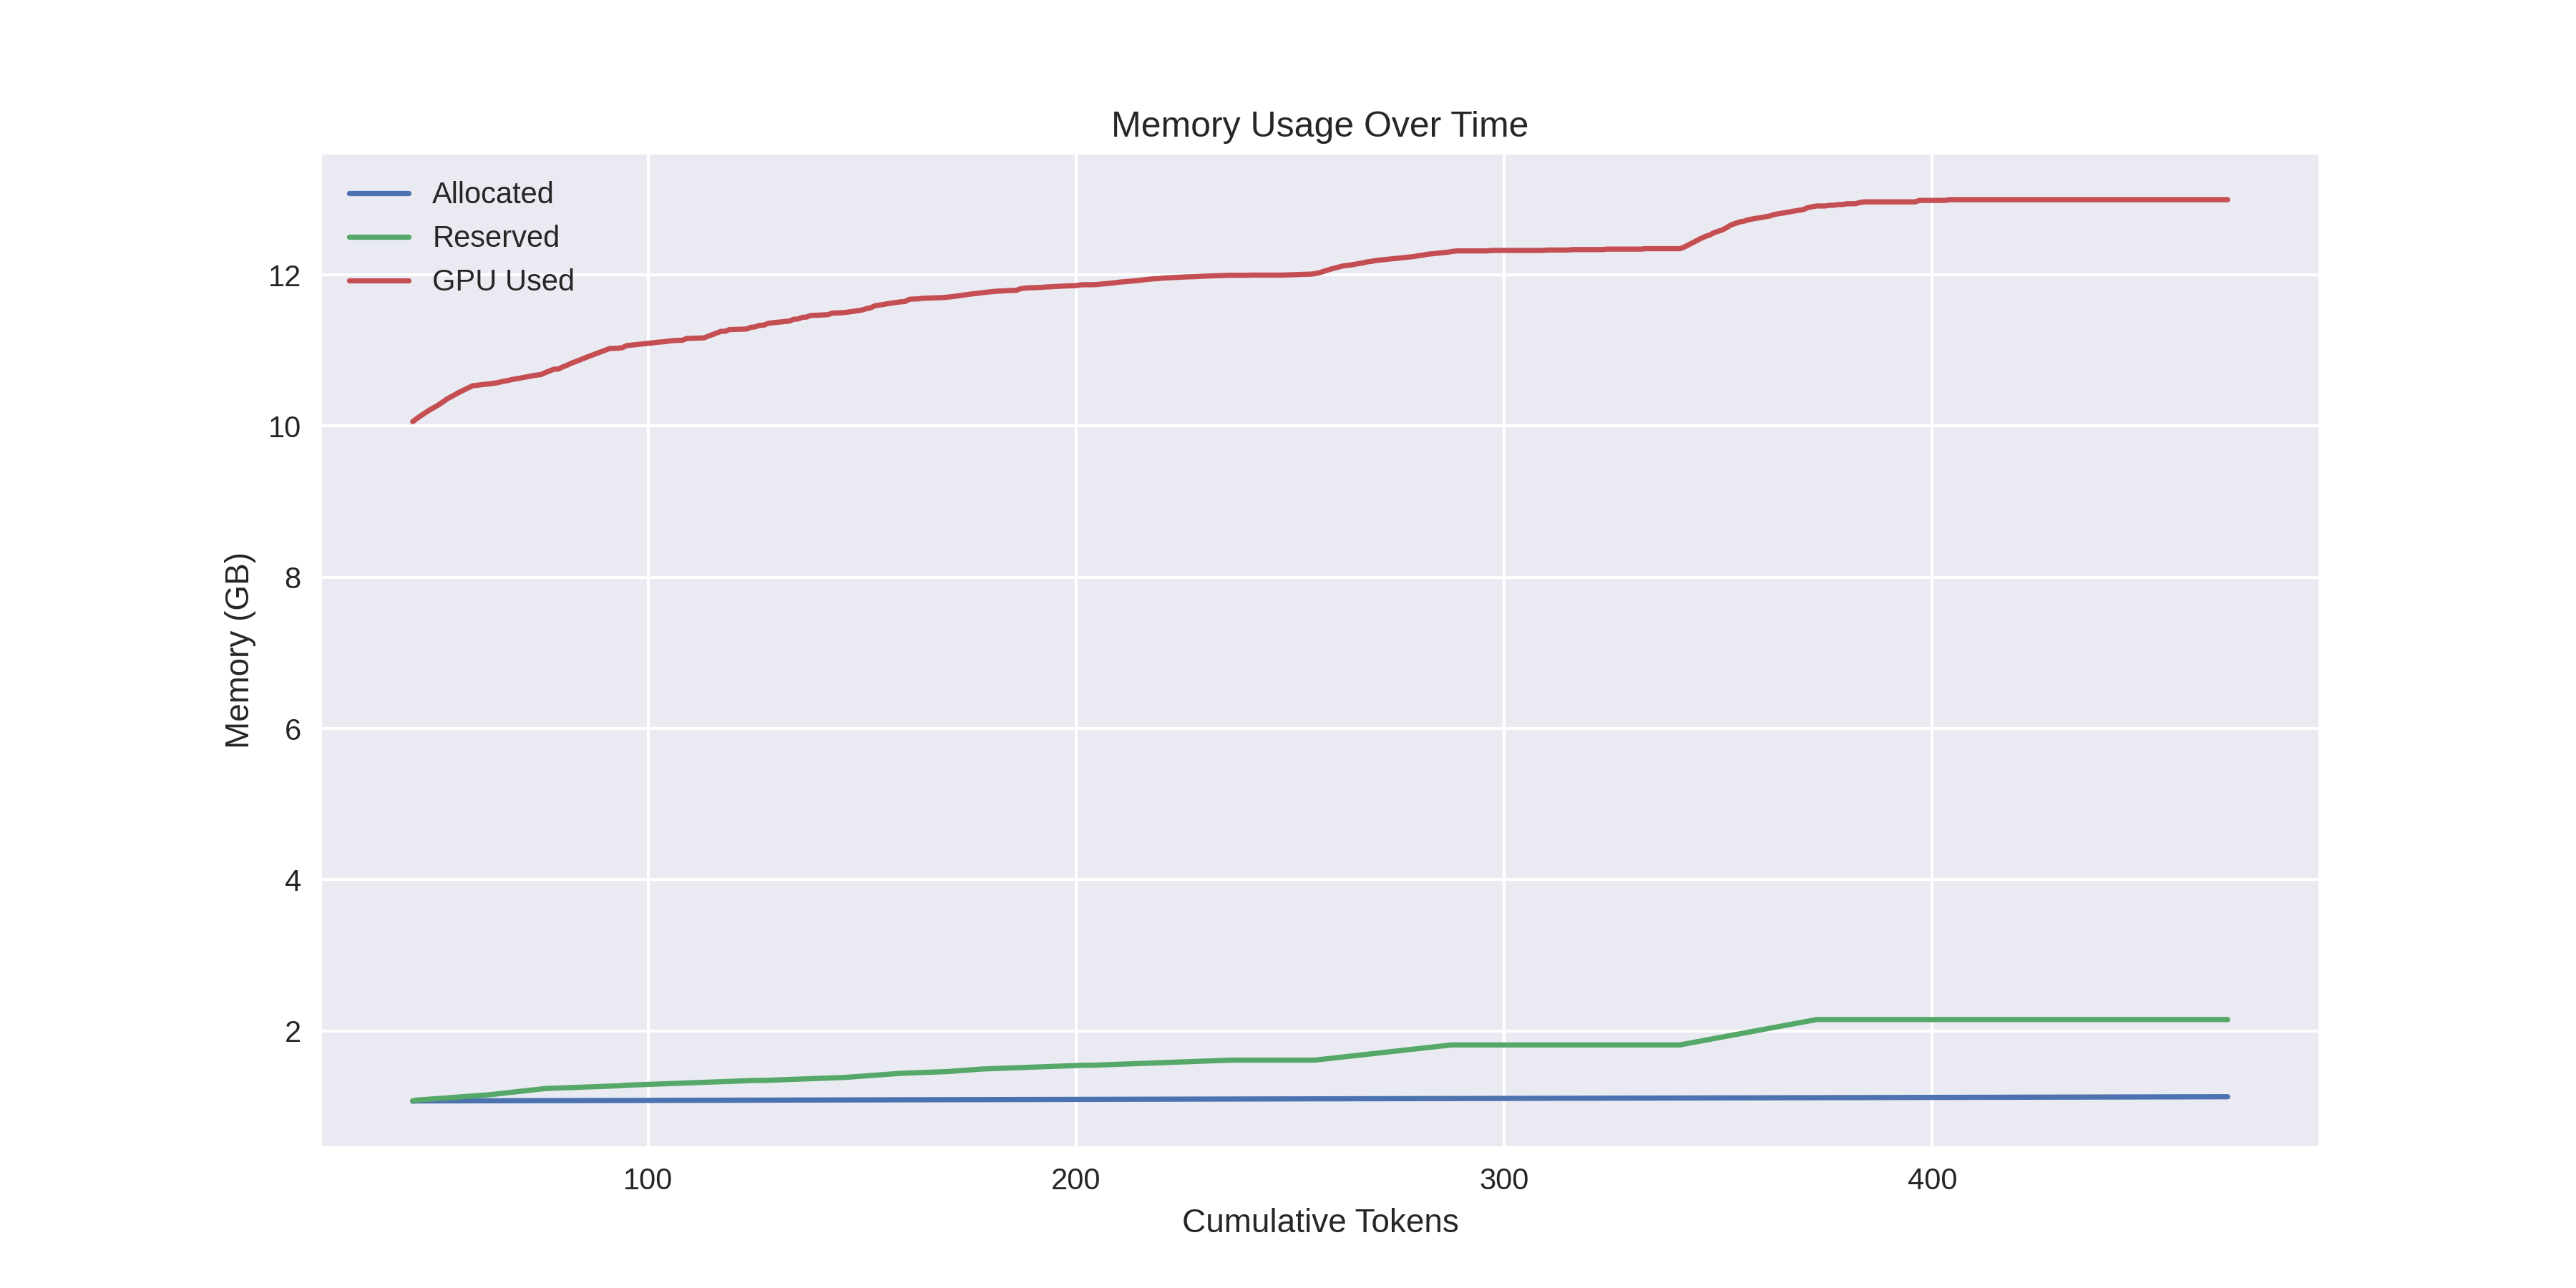 Memory Usage Over Time
Allocated
Reserved
GPU Used
Memory (GB)
12
10
8
6
4
2
100 200 300 400
Cumulative Tokens